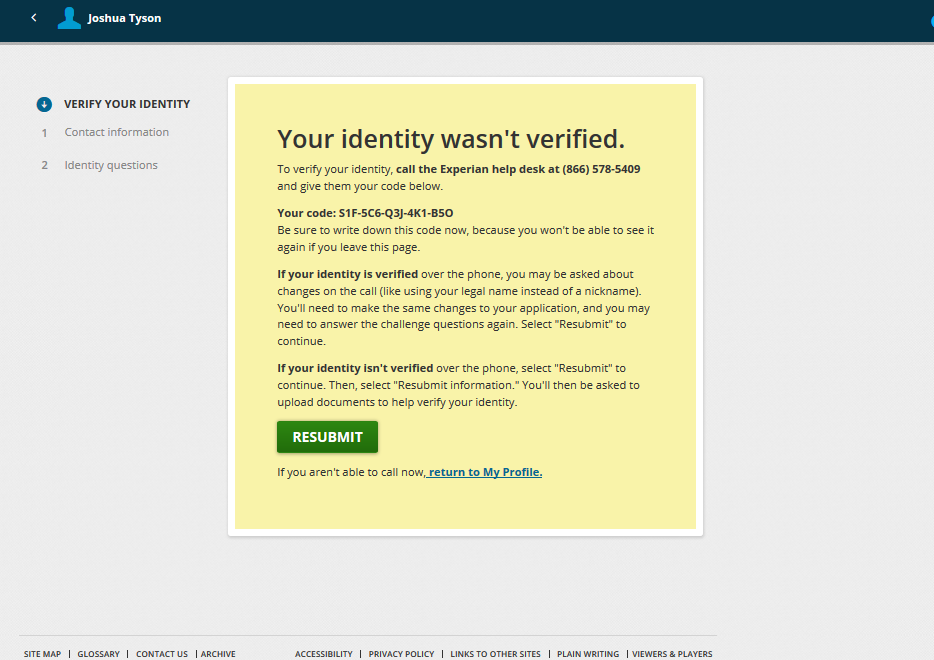 Joshua Tyson
VERIFY YOUR IDENTITY
1 Contact information
2 Identity questions
Your identity wasn't verified.
To verify your identity, call the Experian help desk at (866) 578-5409
and give them your code below.
Your code: S1F-5C6-Q3J-4K1-B5O
Be sure to write down this code now, because you won't be able to see it
again if you leave this page.
If your identity is verified over the phone, you may be asked about
changes on the call (like using your legal name instead of a nickname).
You'll need to make the same changes to your application, and you may
need to answer the challenge questions again. Select "Resubmit" to
continue.
If your identity isn't verified over the phone, select "Resubmit" to
continue. Then, select "Resubmit information." You'll then be asked to
upload documents to help verify your identity.
RESUBMIT
If you aren't able to call now, return to My Profile.
SITE MAP | GLOSSARY | CONTACT US | ARCHIVE
ACCESSIBILITY | PRIVACY POLICY | LINKS TO OTHER SITES | PLAIN WRITING | VIEWERS & PLAYERS